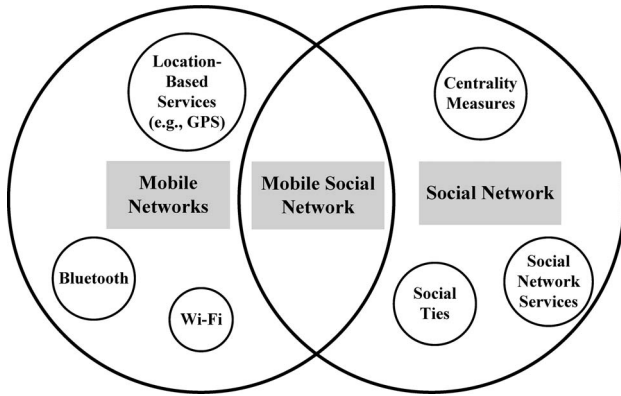 Location-
Based
Services
(e.g., GPS)
Centrality
Measures
Mobile
Networks
Mobile Social
Network
Social Network
Bluetooth
Wi-Fi
Social
Ties
Social
Network
Services